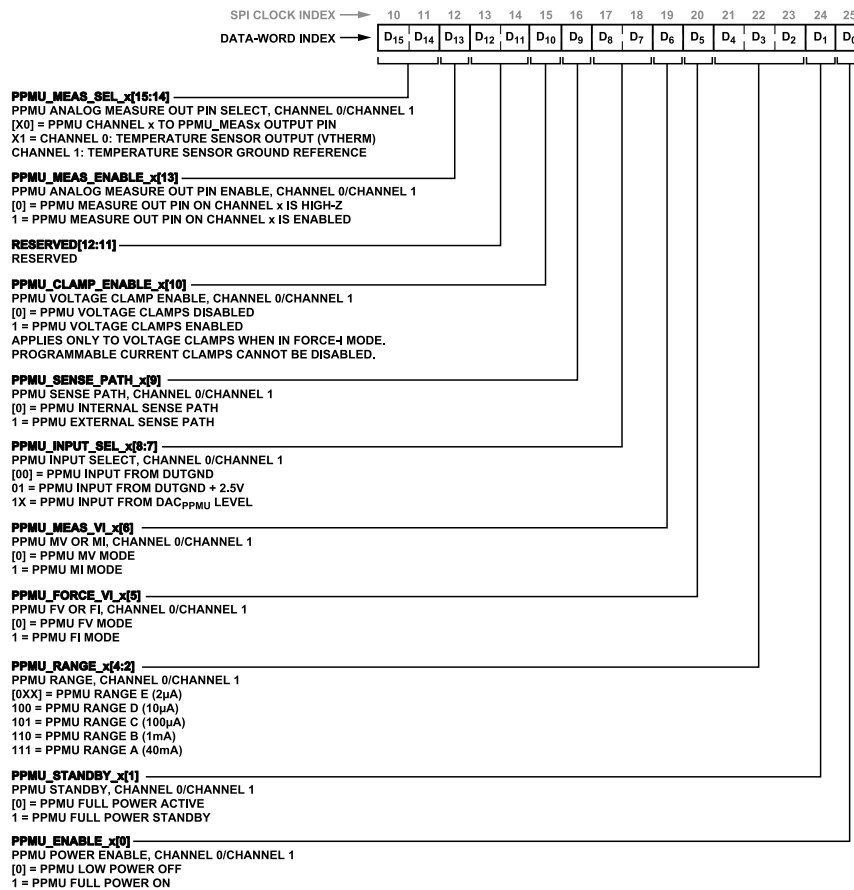 SPI CLOCK INDEX 10 11 12 13 14 15 16 17 18 19 20 21 22 23 24 25
DATA-WORD INDEX D15 D14 D13 D12 D11 D10 D9 D8 D7 D6 D5 D4 D3 D2 D1 D0
PPMU_MEAS_SEL_x[15:14]
PPMU ANALOG MEASURE OUT PIN SELECT, CHANNEL 0/CHANNEL 1
[X0] = PPMU CHANNEL x TO PPMU_MEASx OUTPUT PIN
X1 = CHANNEL 0: TEMPERATURE SENSOR OUTPUT (VTHERM)
CHANNEL 1: TEMPERATURE SENSOR GROUND REFERENCE
PPMU_MEAS_ENABLE_x[13]
PPMU ANALOG MEASURE OUT PIN ENABLE, CHANNEL 0/CHANNEL 1
[0] = PPMU MEASURE OUT PIN ON CHANNEL x IS HIGH-Z
1 = PPMU MEASURE OUT PIN ON CHANNEL x IS ENABLED
RESERVED[12:11]
RESERVED
PPMU_CLAMP_ENABLE_x[10]
PPMU VOLTAGE CLAMP ENABLE, CHANNEL 0/CHANNEL 1
[0] = PPMU VOLTAGE CLAMPS DISABLED
1 = PPMU VOLTAGE CLAMPS ENABLED
APPLIES ONLY TO VOLTAGE CLAMPS WHEN IN FORCE-I MODE.
PROGRAMMABLE CURRENT CLAMPS CANNOT BE DISABLED.
PPMU_SENSE_PATH_x[9]
PPMU SENSE PATH, CHANNEL 0/CHANNEL 1
[0] = PPMU INTERNAL SENSE PATH
1 = PPMU EXTERNAL SENSE PATH
PPMU_INPUT_SEL_x[8:7]
PPMU INPUT SELECT, CHANNEL 0/CHANNEL 1
[00] = PPMU INPUT FROM DUTGND
01 = PPMU INPUT FROM DUTGND + 2.5V
1X = PPMU INPUT FROM DACPPMU LEVEL
PPMU_MEAS_VI_x[6]
PPMU MV OR MI, CHANNEL 0/CHANNEL 1
[0] = PPMU MV MODE
1 = PPMU MI MODE
PPMU_FORCE_VI_x[5]
PPMU FV OR FI, CHANNEL 0/CHANNEL 1
[0] = PPMU FV MODE
1 = PPMU FI MODE
PPMU_RANGE_x[4:2]
PPMU RANGE, CHANNEL 0/CHANNEL 1
[0XX] = PPMU RANGE E (2µA)
100 = PPMU RANGE D (10µA)
101 = PPMU RANGE C (100µA)
110 = PPMU RANGE B (1mA)
111 = PPMU RANGE A (40mA)
PPMU_STANDBY_x[1]
PPMU STANDBY, CHANNEL 0/CHANNEL 1
[0] = PPMU FULL POWER ACTIVE
1 = PPMU FULL POWER STANDBY
PPMU_ENABLE_x[0]
PPMU POWER ENABLE, CHANNEL 0/CHANNEL 1
[0] = PPMU LOW POWER OFF
1 = PPMU FULL POWER ON